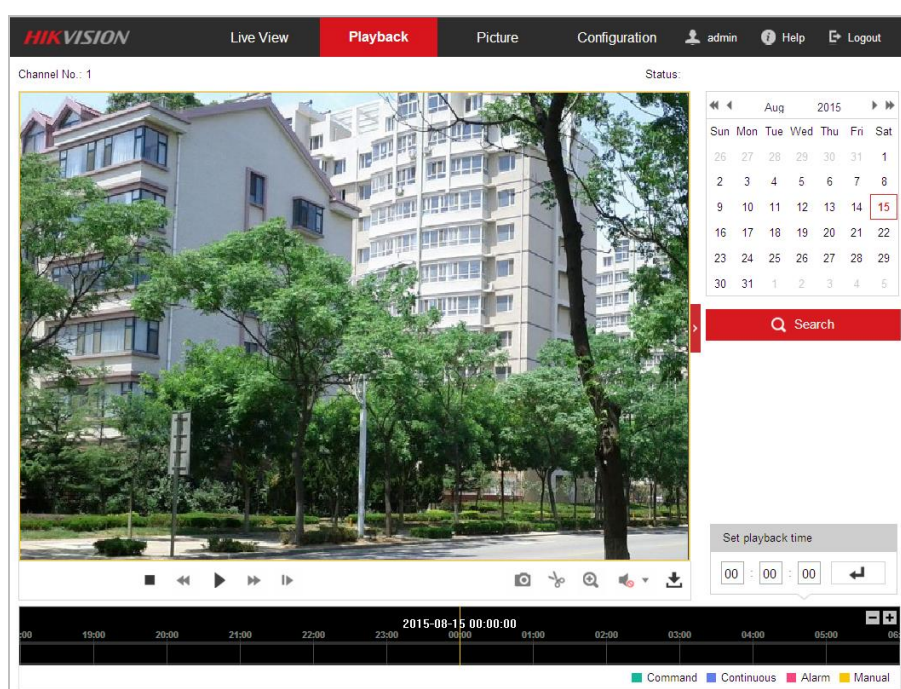 HIKVISION Live View Playback Picture Configuration admin Help Logout
Channel No.: 1 Status:
Aug 2015
Sun Mon Tue Wed Thu Fri Sat
26 27 28 29 30 31 1
2 3 4 5 6 7 8
9 10 11 12 13 14 15
16 17 18 19 20 21 22
23 24 25 26 27 28 29
30 31 1 2 3 4 5
Search
Set playback time
00 : 00 : 00
2015-08-15 00:00:00
:00 19:00 20:00 21:00 22:00 23:00 00:00 01:00 02:00 03:00 04:00 05:00 06:
Command Continuous Alarm Manual